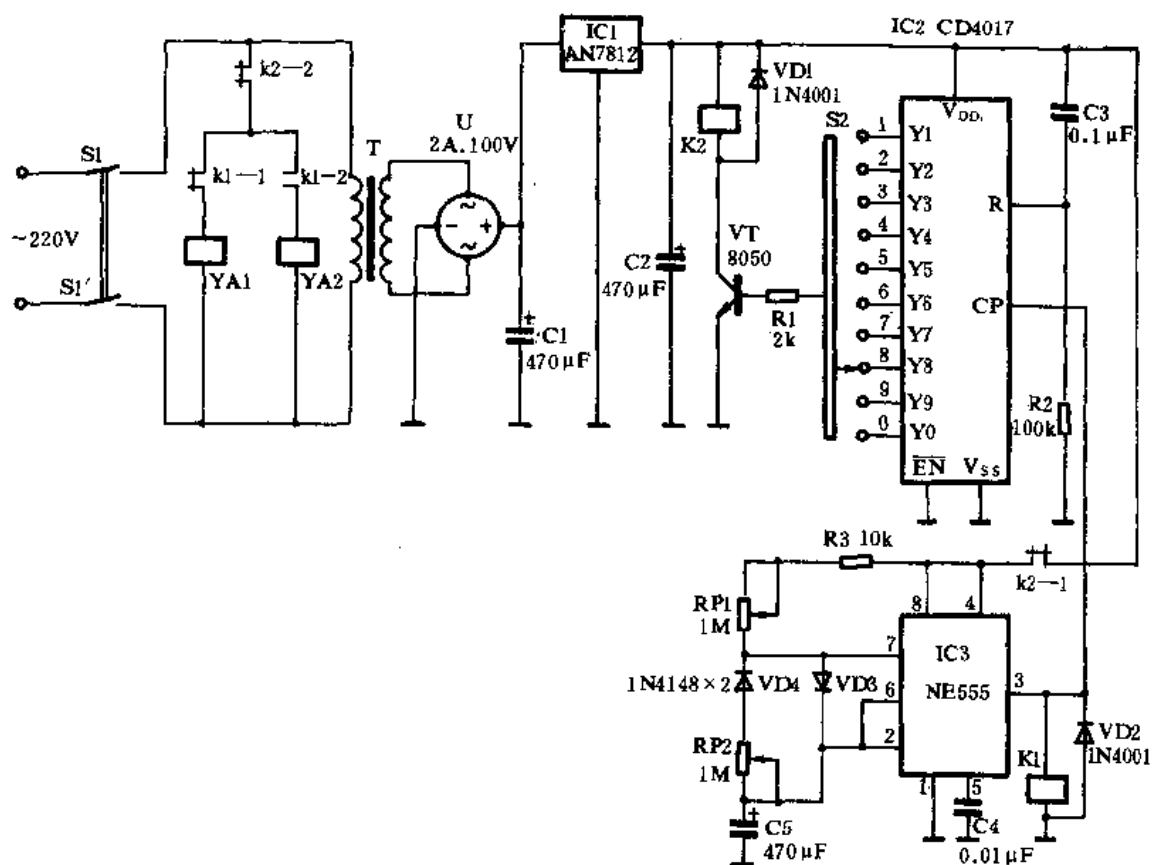 IC1
AN7812
IC2 CD4017
k2—2
VD1
1N4001
VDD
C3
0.1μF
U
2A.100V
S2
K2
1
Y1
2
Y2
3
Y3
4
Y4
5
Y5
6
Y6
7
Y7
8
Y8
9
Y9
0
Y0
R
CP
S1
k1—1
k1—2
T
~220V
YA1
YA2
S1′
VT
8050
C2
470μF
R1
2k
C1
470μF
R2
100k
EN
VSS
R3 10k
k2—1
RP1
1M
8
4
7
IC3
NE555
1N4148×2
VD4
VD3
6
3
2
VD2
1N4001
RP2
1M
K1
1
5
C4
0.01μF
C5
470μF
+
+
+
+
~
~
-
+